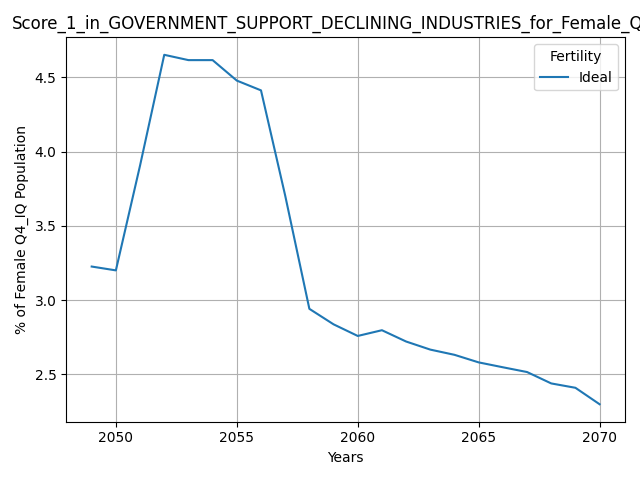 Score_1_in_GOVERNMENT_SUPPORT_DECLINING_INDUSTRIES_for_Female_Q
Fertility
Ideal
% of Female Q4_IQ Population
4.5
4.0
3.5
3.0
2.5
2050 2055 2060 2065 2070
Years